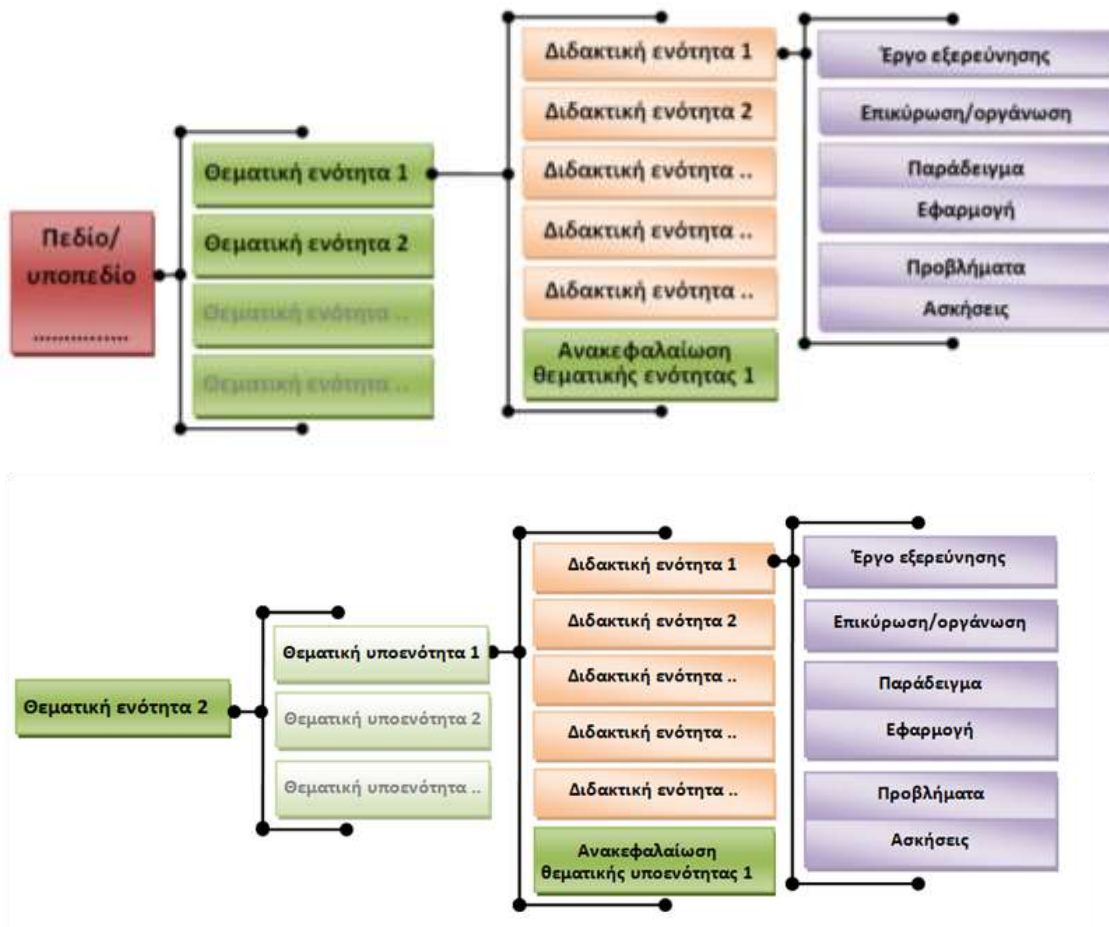 Πεδίο/
υποπεδίο
...............
Θεματική ενότητα 1
Θεματική ενότητα 2
Θεματική ενότητα ..
Θεματική ενότητα ..
Διδακτική ενότητα 1
Διδακτική ενότητα 2
Διδακτική ενότητα ..
Διδακτική ενότητα ..
Διδακτική ενότητα ..
Ανακεφαλαίωση
θεματικής ενότητας 1
Έργο εξερεύνησης
Επικύρωση/οργάνωση
Παράδειγμα
Εφαρμογή
Προβλήματα
Ασκήσεις
Θεματική ενότητα 2
Θεματική υποενότητα 1
Θεματική υποενότητα 2
Θεματική υποενότητα ..
Διδακτική ενότητα 1
Διδακτική ενότητα 2
Διδακτική ενότητα ..
Διδακτική ενότητα ..
Διδακτική ενότητα ..
Ανακεφαλαίωση
θεματικής υποενότητας 1
Έργο εξερεύνησης
Επικύρωση/οργάνωση
Παράδειγμα
Εφαρμογή
Προβλήματα
Ασκήσεις